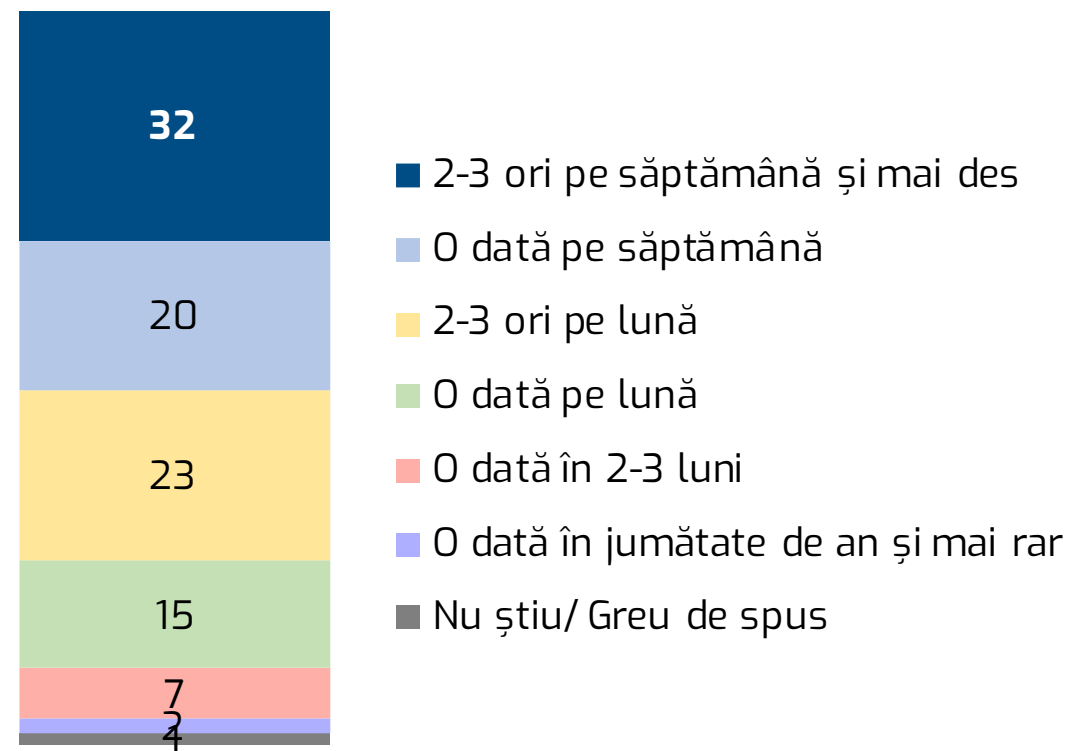 32
20
23
15
7
2
1
2-3 ori pe săptămână și mai des
O dată pe săptămână
2-3 ori pe lună
O dată pe lună
O dată în 2-3 luni
O dată în jumătate de an și mai rar
Nu știu/ Greu de spus